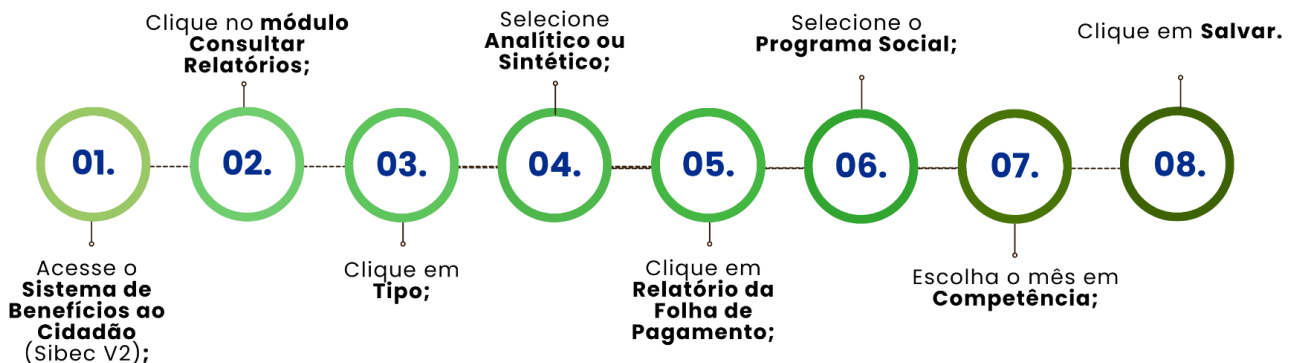 01.
Acesse o
Sistema de
Benefícios ao
Cidadão
(Sibec V2);
02.
Clique no módulo
Consultar
Relatórios;
03.
Clique em
Tipo;
04.
Selecione
Analítico ou
Sintético;
05.
Clique em
Relatório da
Folha de
Pagamento;
06.
Selecione o
Programa Social;
07.
Escolha o mês em
Competência;
08.
Clique em Salvar.